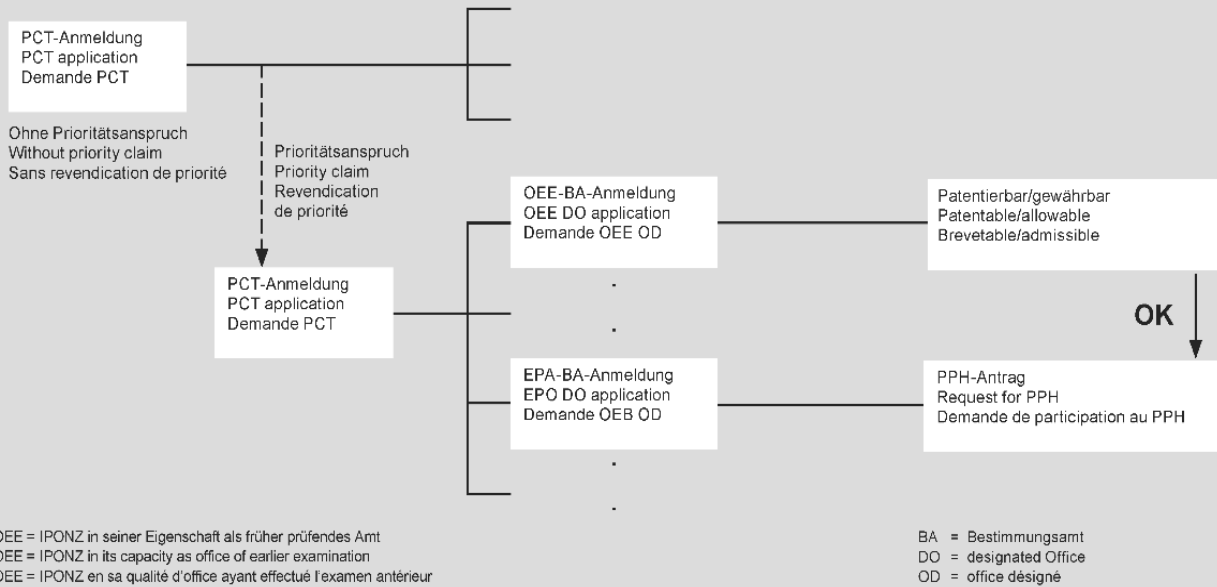 PCT-Anmeldung
PCT application
Demande PCT
Ohne Prioritätsanspruch
Without priority claim
Sans revendication de priorité
Prioritätsanspruch
Priority claim
Revendication
de priorité
PCT-Anmeldung
PCT application
Demande PCT
OEE-BA-Anmeldung
OEE DO application
Demande OEE OD
Patentierbar/gewährbar
Patentable/allowable
Brevetable/admissible
OK
EPA-BA-Anmeldung
EPO DO application
Demande OEB OD
PPH-Antrag
Request for PPH
Demande de participation au PPH
OEE = IPONZ in seiner Eigenschaft als früher prüfendes Amt
OEE = IPONZ in its capacity as office of earlier examination
OEE = IPONZ en sa qualité d'office ayant effectué l'examen antérieur
BA = Bestimmungsamt
DO = designated Office
OD = office désigné